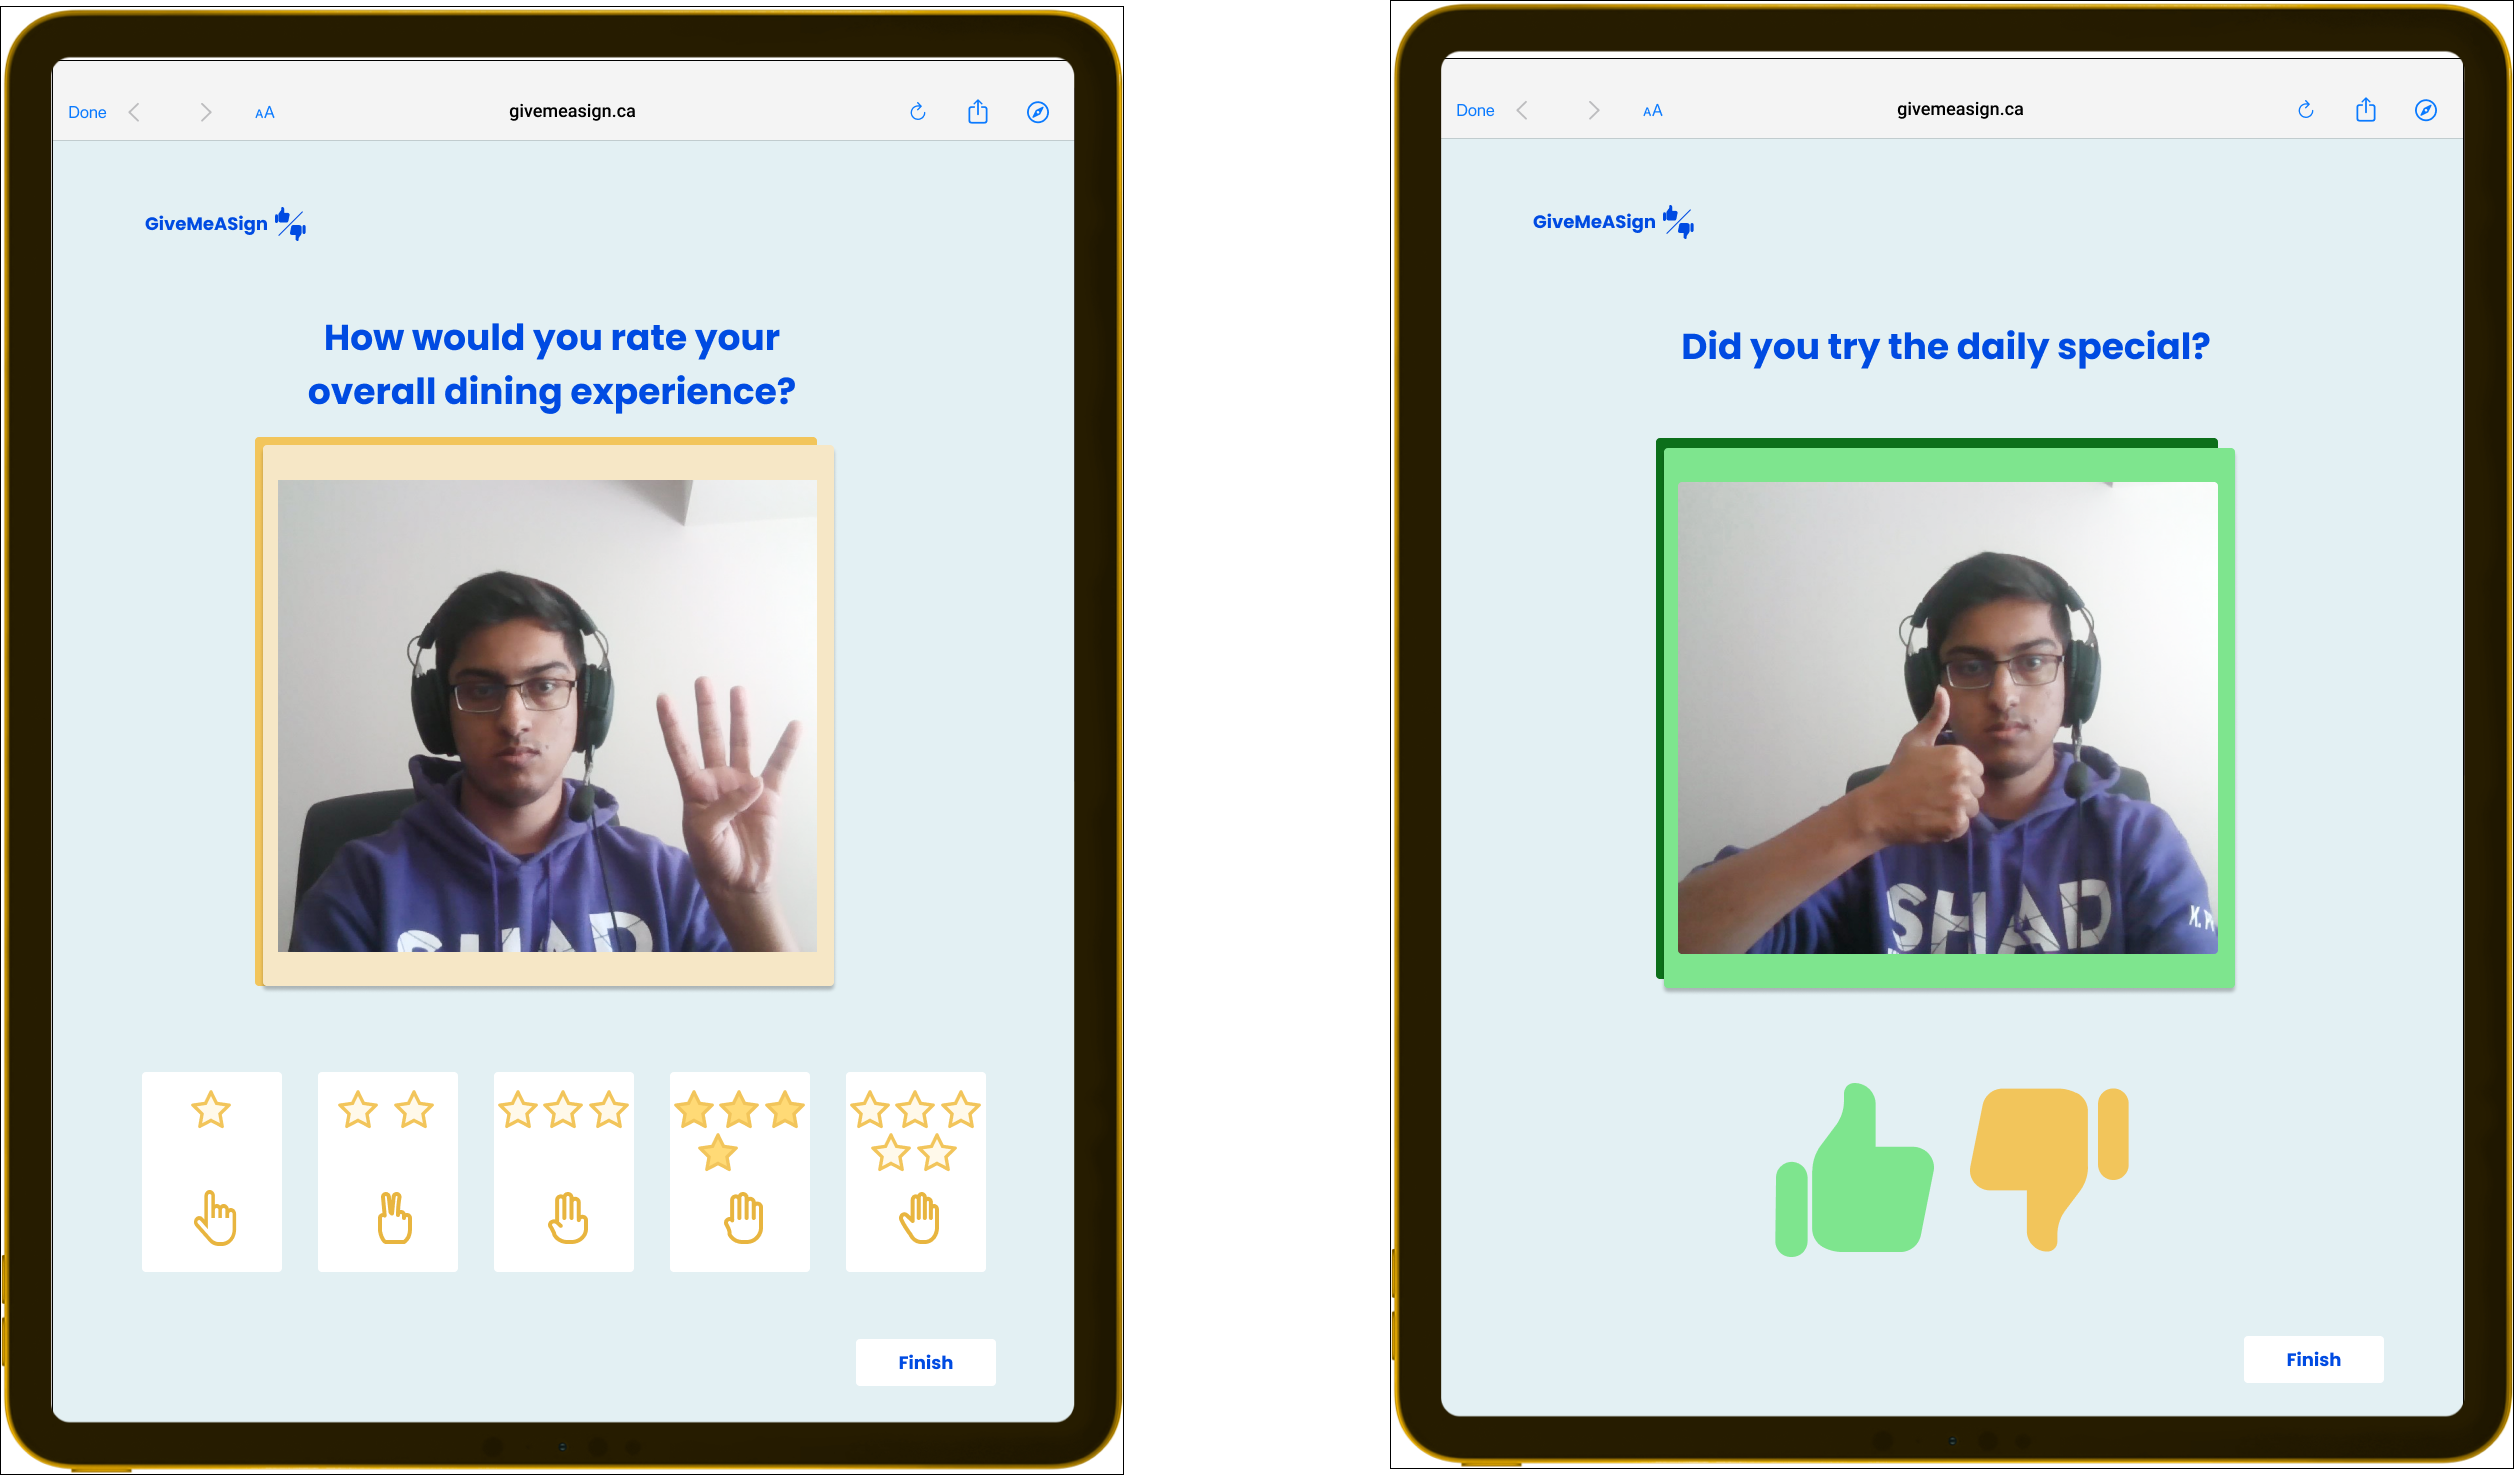 Done
AA
givemeasign.ca
GiveMeASign
How would you rate your
overall dining experience?
SHAD
Finish
Done
AA
givemeasign.ca
GiveMeASign
Did you try the daily special?
SHAD
Finish